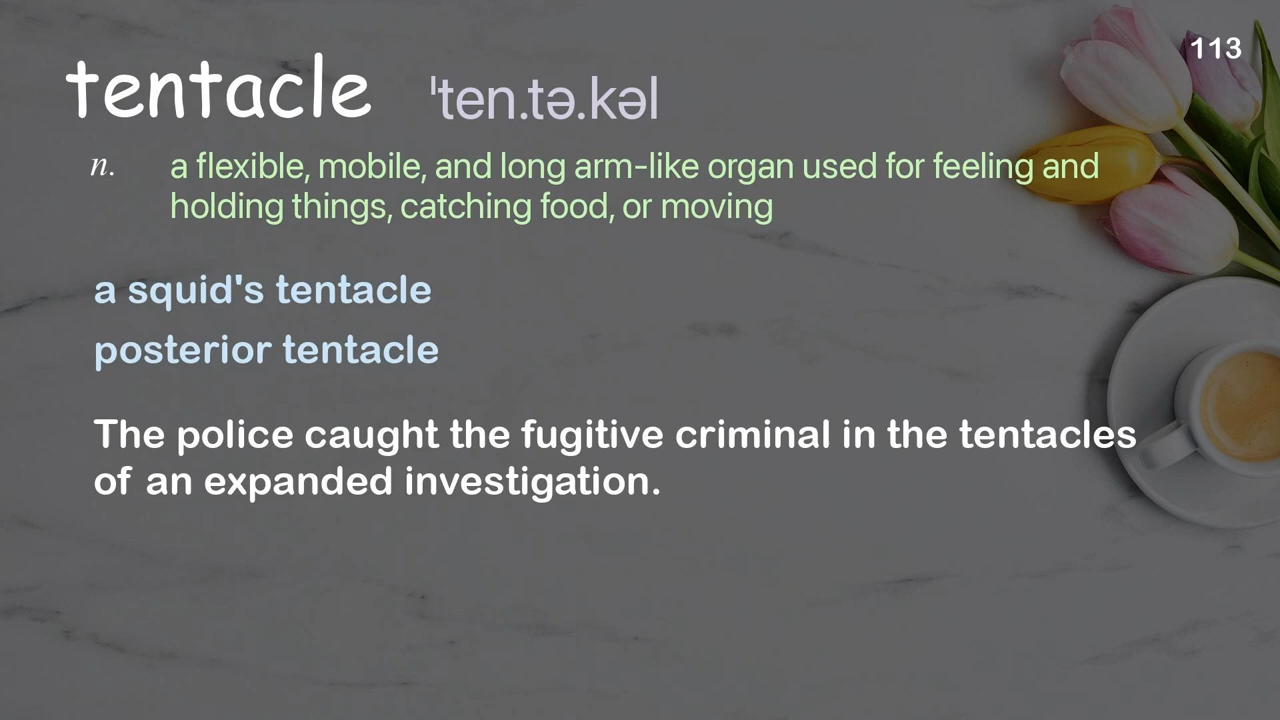 113
tentacle ˈten.tə.kəl
n. a flexible, mobile, and long arm-like organ used for feeling and
holding things, catching food, or moving
a squid's tentacle
posterior tentacle
The police caught the fugitive criminal in the tentacles
of an expanded investigation.